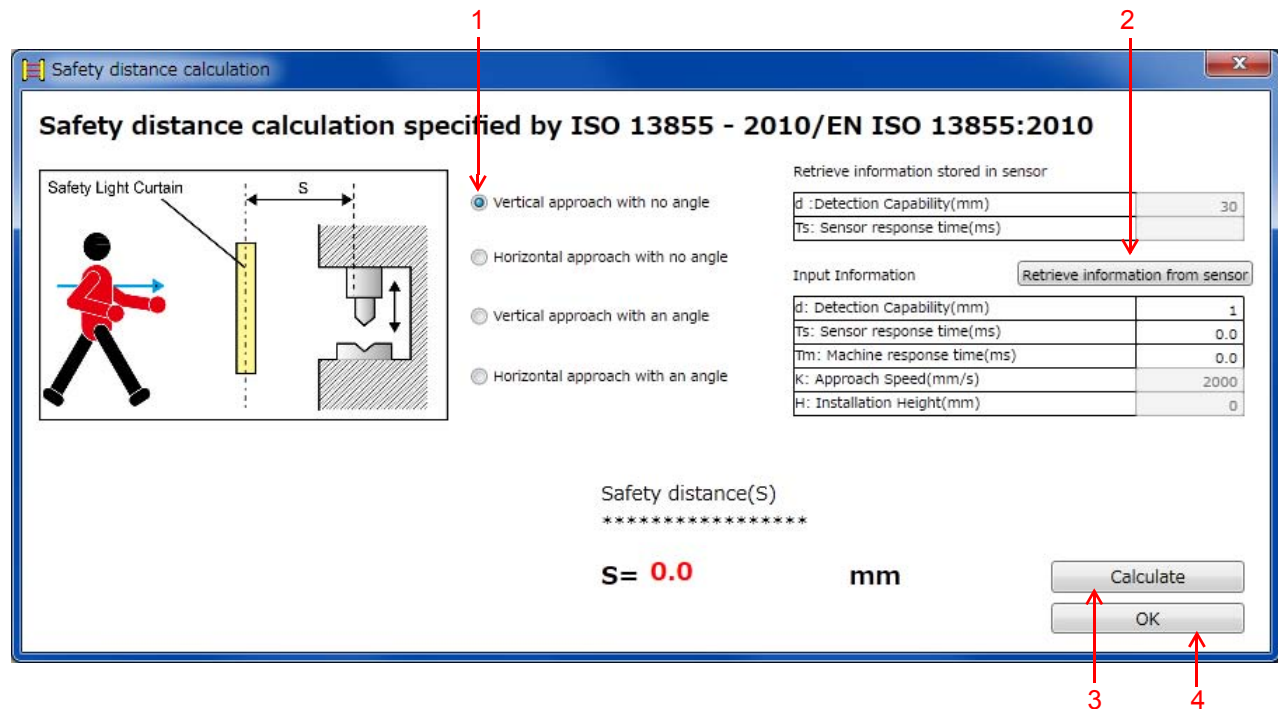 1
2
Safety distance calculation
x
Safety distance calculation specified by ISO 13855 - 2010/EN ISO 13855:2010
Safety Light Curtain
S
Vertical approach with no angle
Horizontal approach with no angle
Vertical approach with an angle
Horizontal approach with an angle
Retrieve information stored in sensor
d :Detection Capability(mm) 30
Ts: Sensor response time(ms)
Input Information
Retrieve information from sensor
d: Detection Capability(mm) 1
Ts: Sensor response time(ms) 0.0
Tm: Machine response time(ms) 0.0
K: Approach Speed(mm/s) 2000
H: Installation Height(mm) 0
Safety distance(S)
*****************
S= 0.0 mm
Calculate
OK
3
4